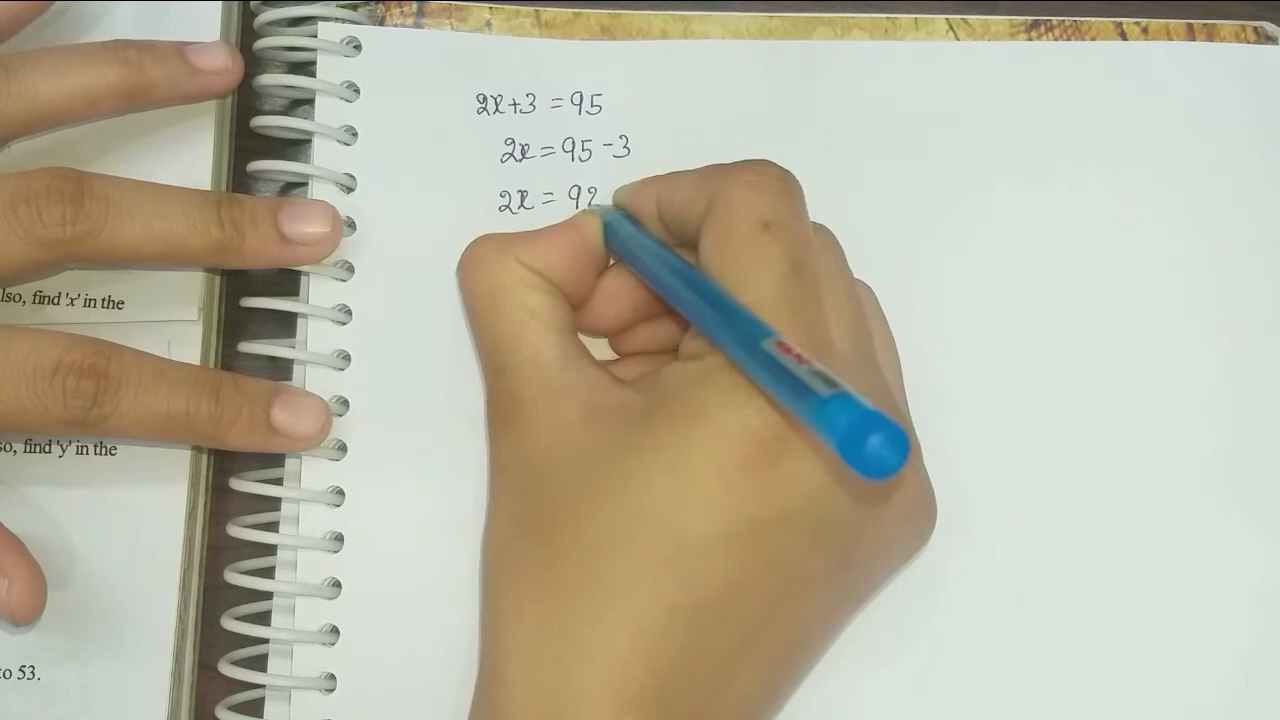 2x+3 = 95
2x = 95-3
2x = 92
lso, find 'x' in the
so, find 'y' in the
to 53.